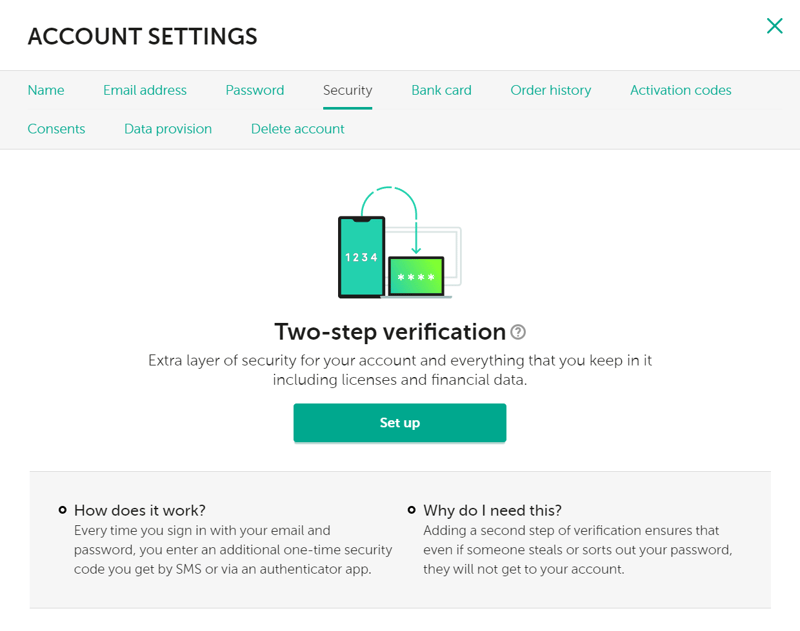 ACCOUNT SETTINGS
Name Email address Password Security Bank card Order history Activation codes
Consents Data provision Delete account
1 2 3 4
* * * *
Two-step verification ?
Extra layer of security for your account and everything that you keep in it
including licenses and financial data.
Set up
How does it work?
Every time you sign in with your email and
password, you enter an additional one-time security
code you get by SMS or via an authenticator app.
Why do I need this?
Adding a second step of verification ensures that
even if someone steals or sorts out your password,
they will not get to your account.